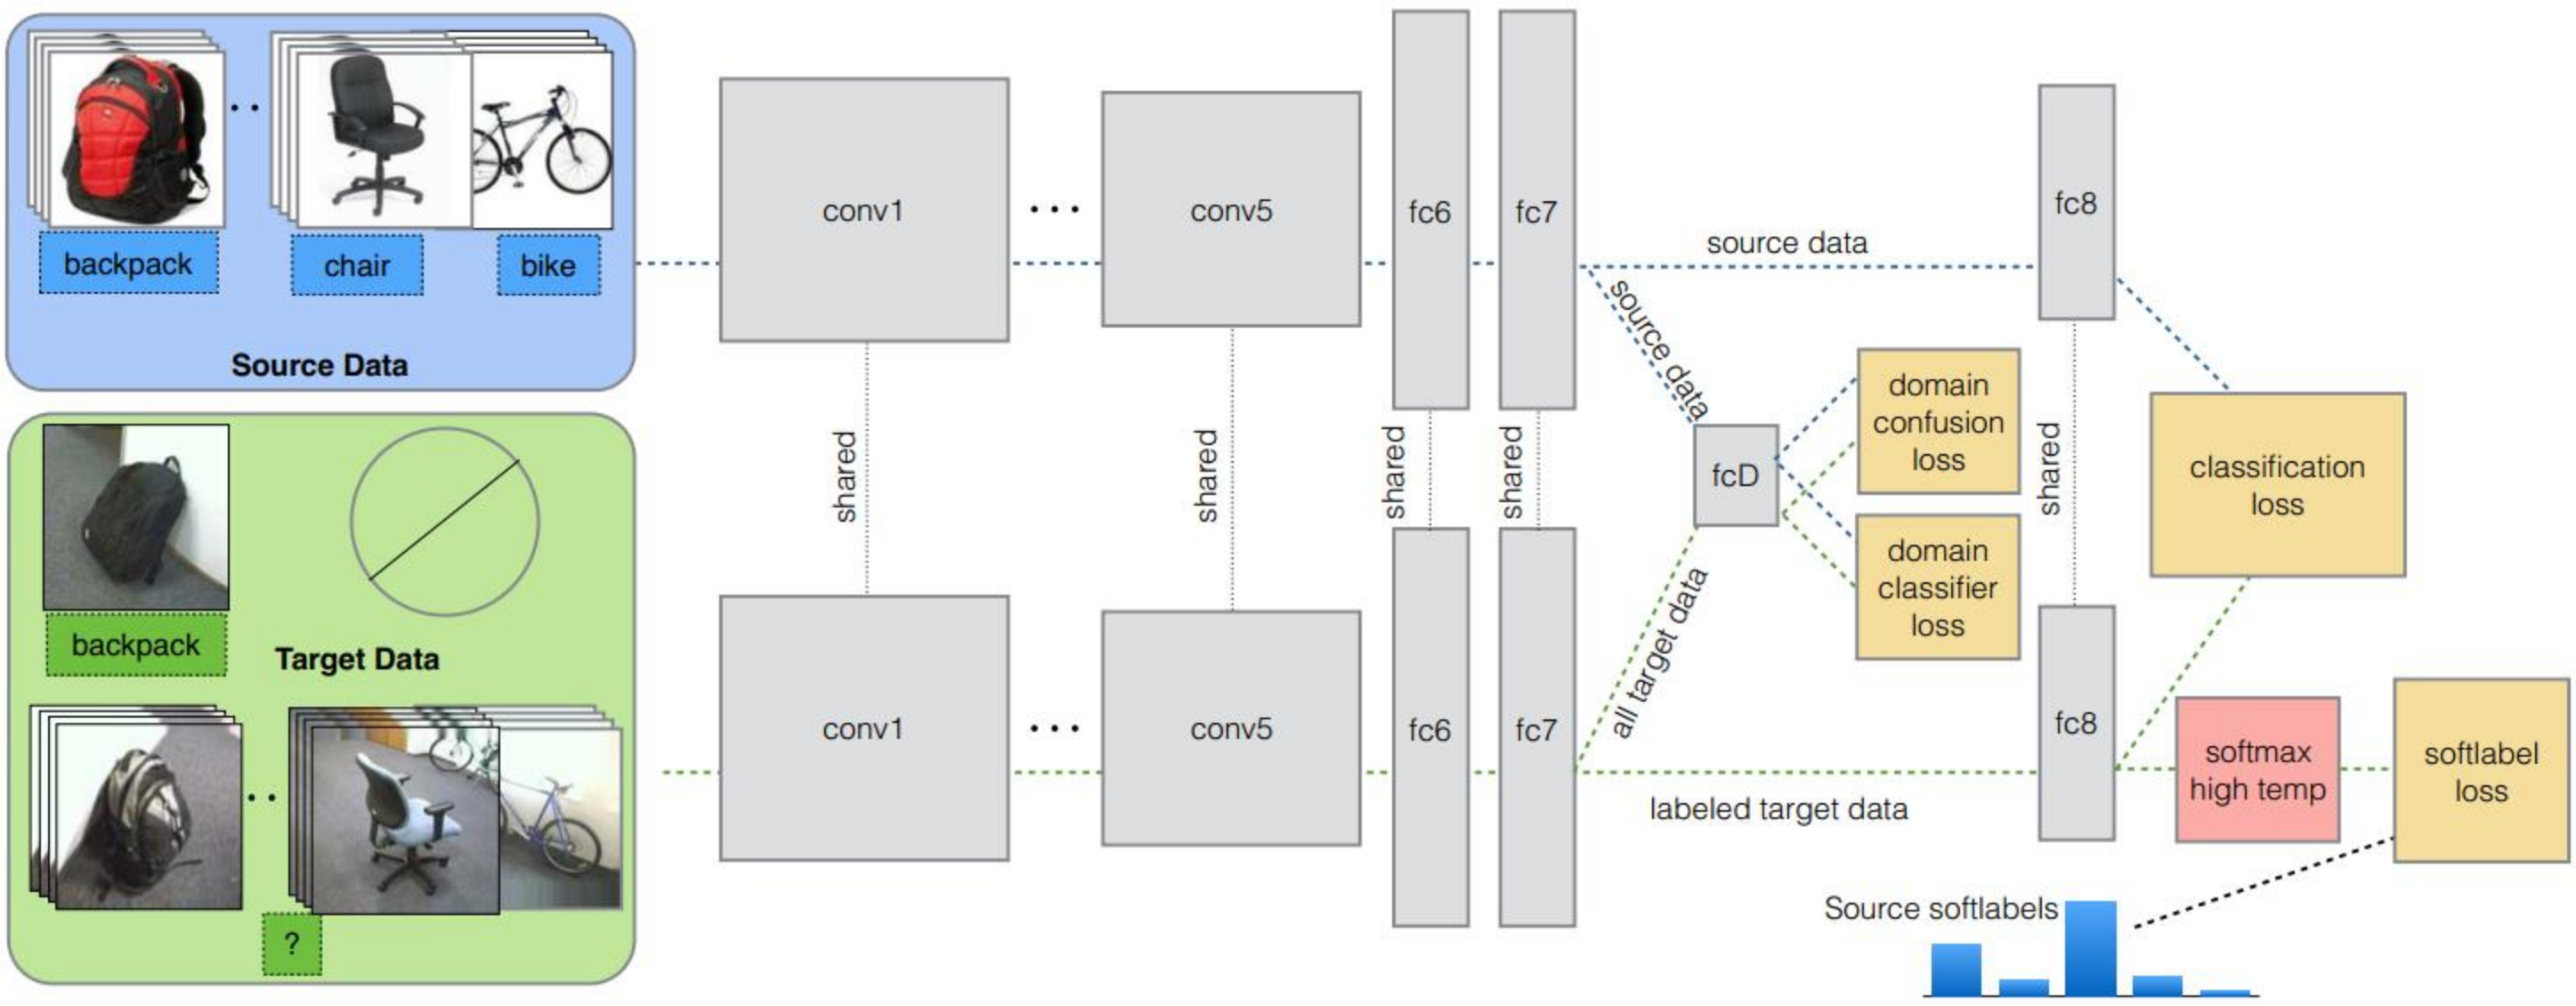 backpack
chair
bike
Source Data
backpack
Target Data
?
conv1
...
conv5
fc6
fc7
source data
fc8
source data
shared
shared
shared
shared
fcD
domain
confusion
loss
domain
classifier
loss
shared
classification
loss
conv1
...
conv5
fc6
fc7
all target data
labeled target data
fc8
softmax
high temp
softlabel
loss
Source softlabels